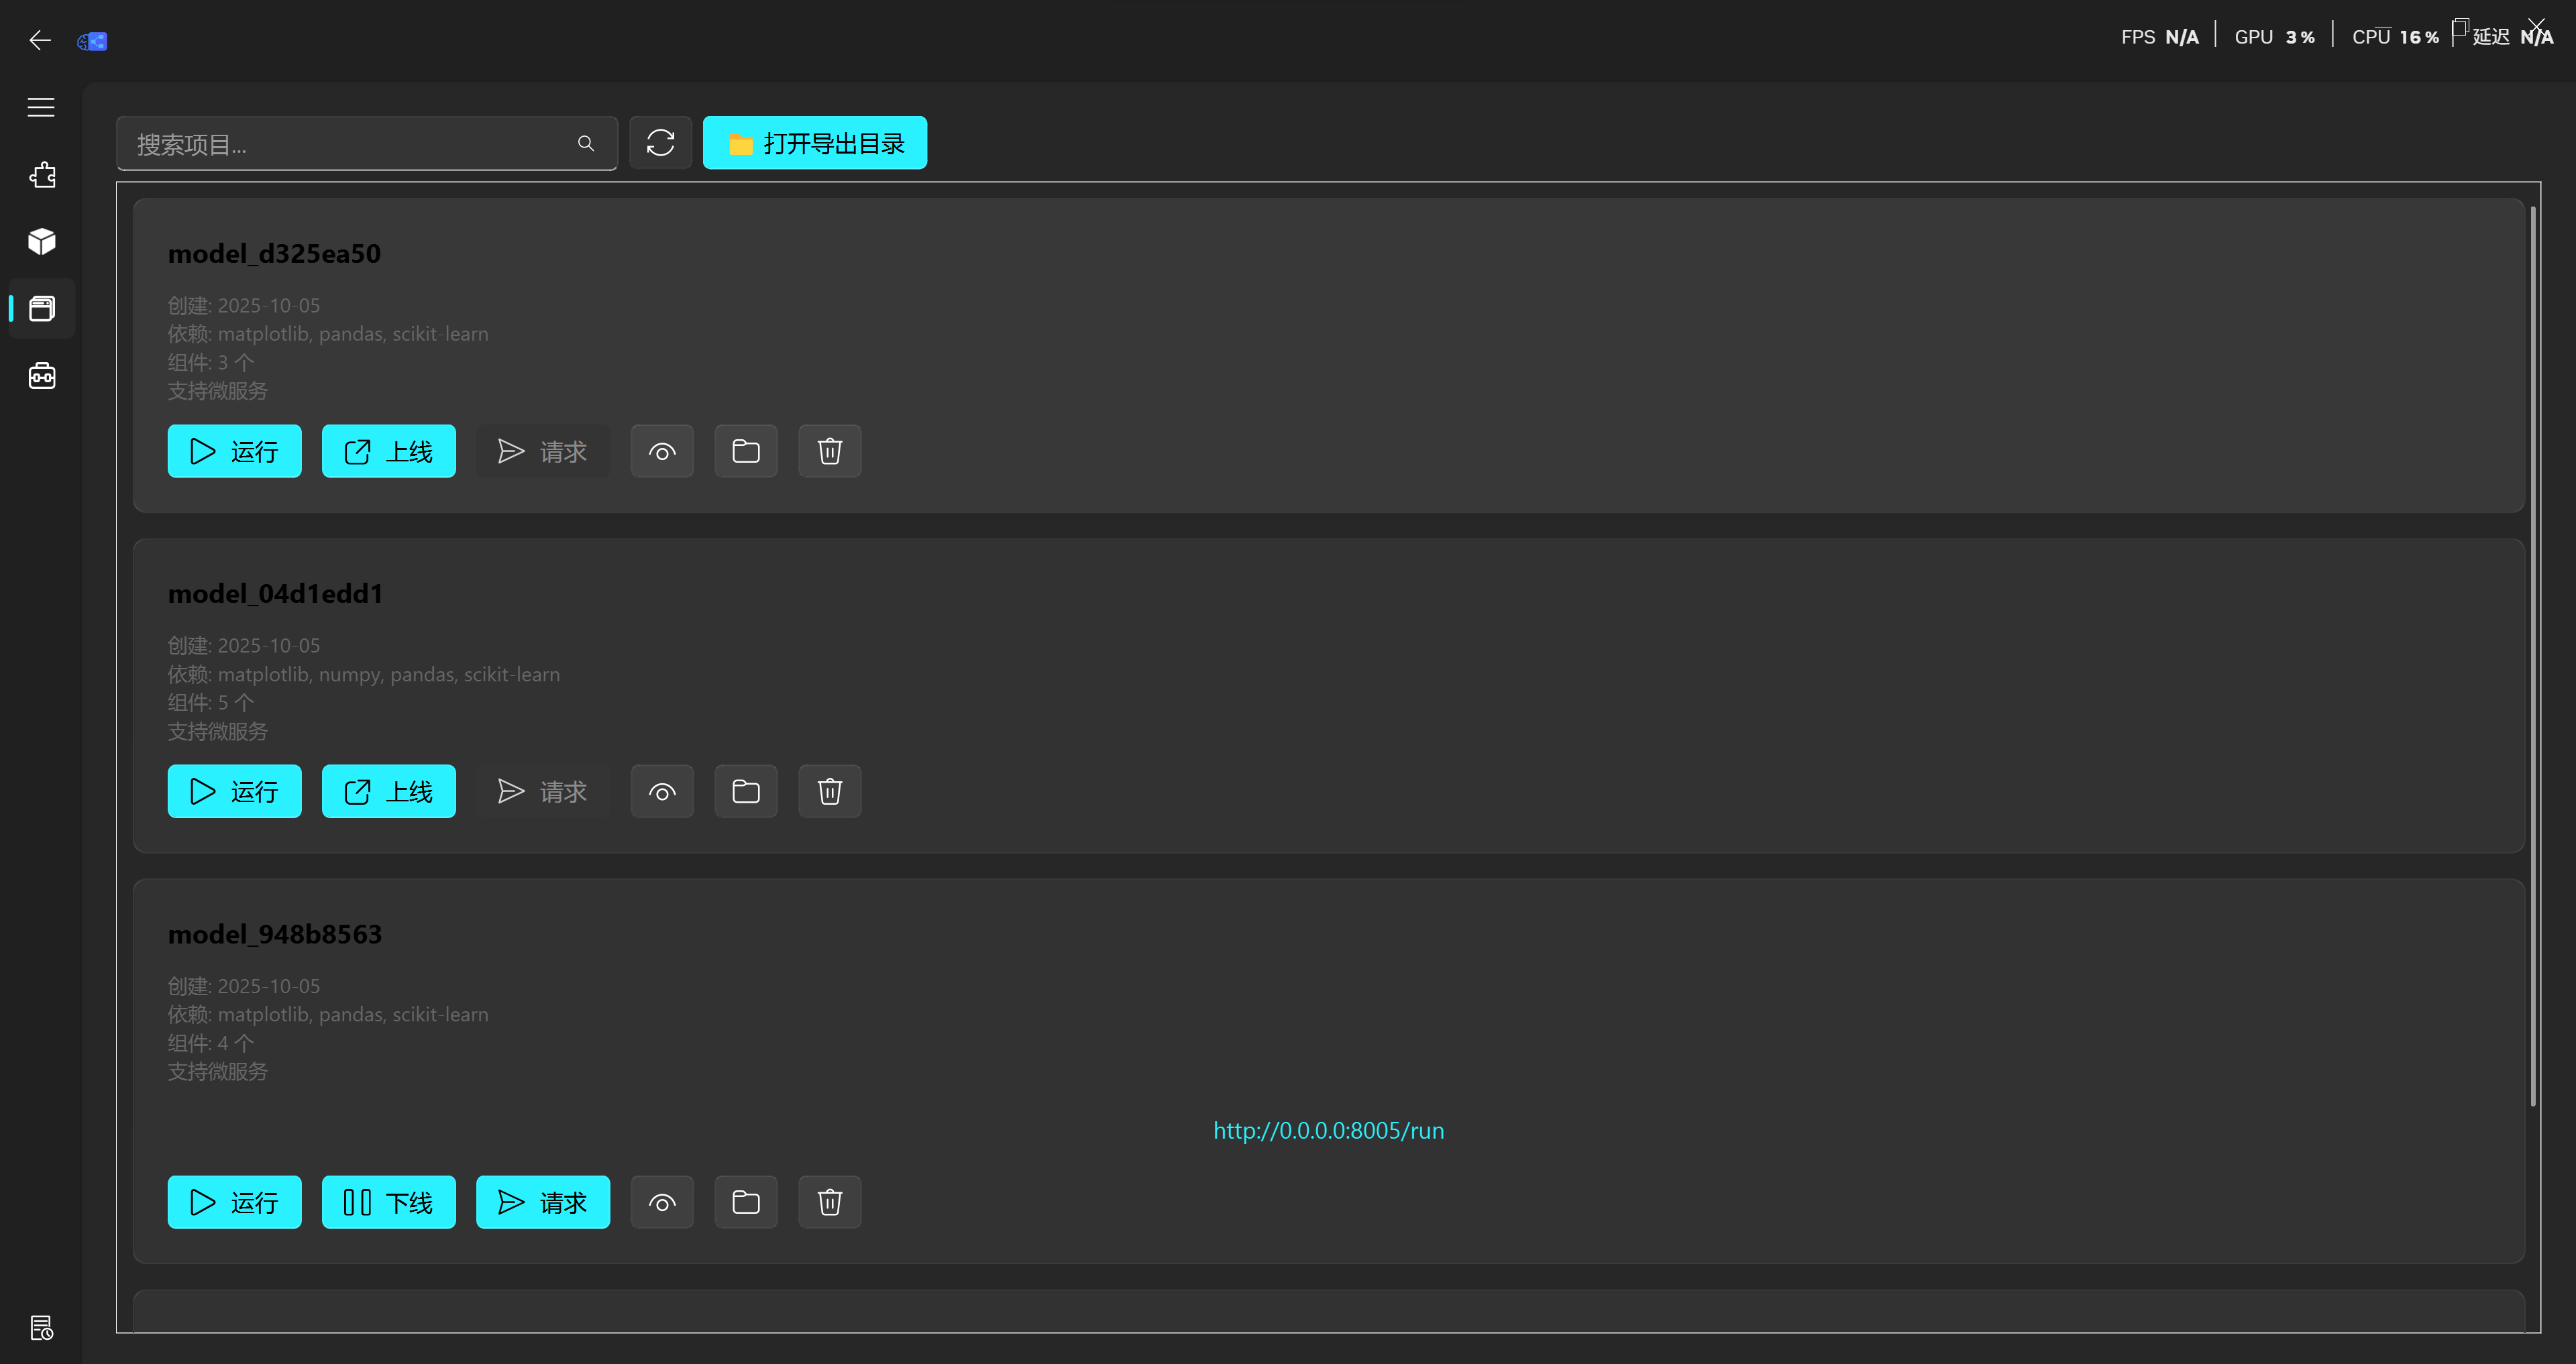 FPS N/A GPU 3% CPU 16% 延迟 N/A
搜索项目...
打开导出目录
model_d325ea50
创建: 2025-10-05
依赖: matplotlib, pandas, scikit-learn
组件: 3 个
支持微服务
运行 上线 请求
model_04d1edd1
创建: 2025-10-05
依赖: matplotlib, numpy, pandas, scikit-learn
组件: 5 个
支持微服务
运行 上线 请求
model_948b8563
创建: 2025-10-05
依赖: matplotlib, pandas, scikit-learn
组件: 4 个
支持微服务
http://0.0.0.0:8005/run
运行 下线 请求